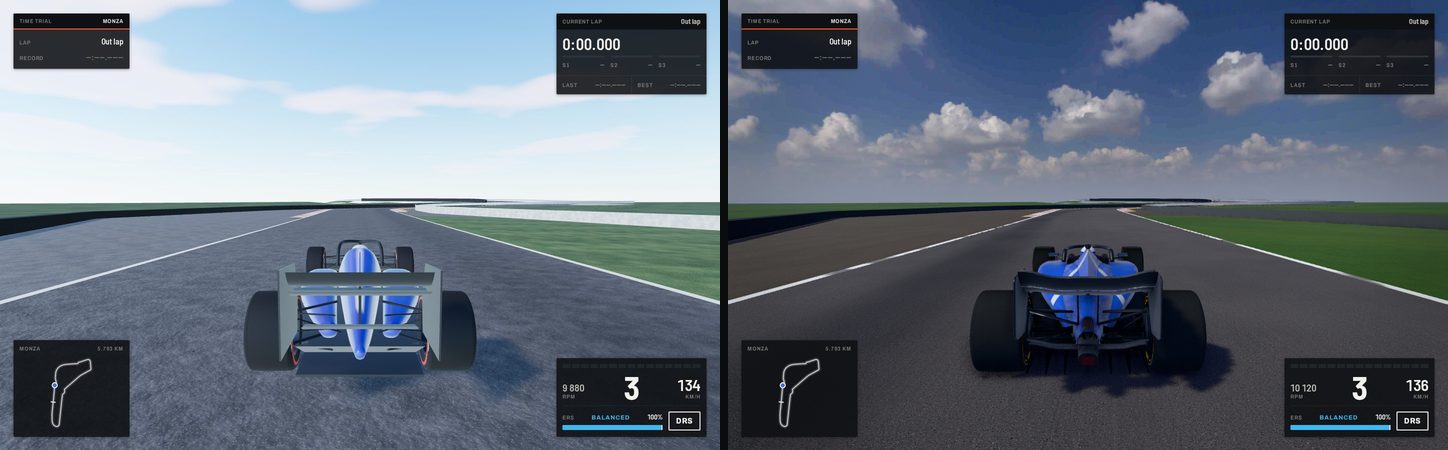 TIME TRIAL MONZA
LAP Out lap
RECORD –:––.–––
CURRENT LAP Out lap
0:00.000
S1 – S2 – S3 –
LAST –:––.––– BEST –:––.–––
MONZA 5.793 KM
9 880 3 134
RPM KM/H
ERS BALANCED 100% DRS
TIME TRIAL MONZA
LAP Out lap
RECORD –:––.–––
CURRENT LAP Out lap
0:00.000
S1 – S2 – S3 –
LAST –:––.––– BEST –:––.–––
MONZA 5.793 KM
10 120 3 136
RPM KM/H
ERS BALANCED 100% DRS